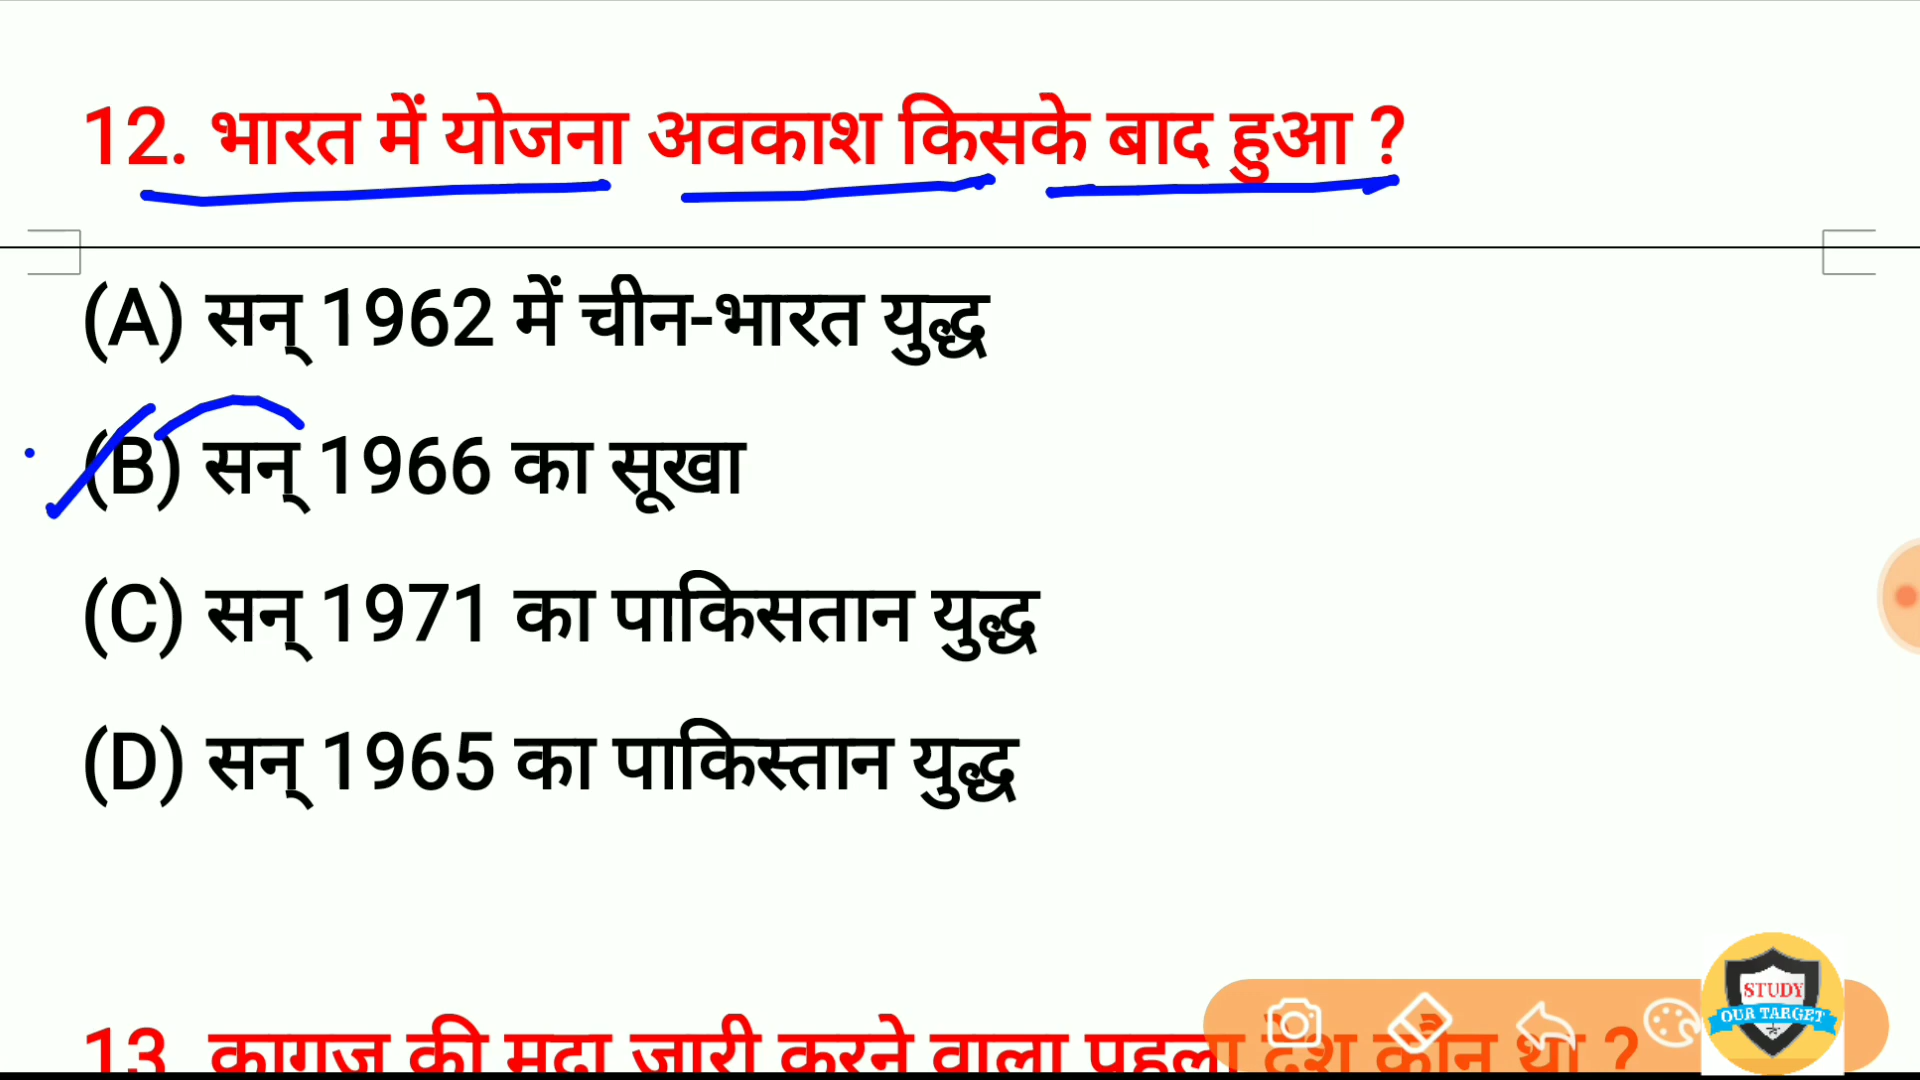 12. भारत में योजना अवकाश किसके बाद हुआ ?
(A) सन् 1962 में चीन-भारत युद्ध
(B) सन् 1966 का सूखा
(C) सन् 1971 का पाकिसतान युद्ध
(D) सन् 1965 का पाकिस्तान युद्ध
13. कागज की मुद्रा जारी करने वाला पहला देश कौन था ?
STUDY
OUR TARGET